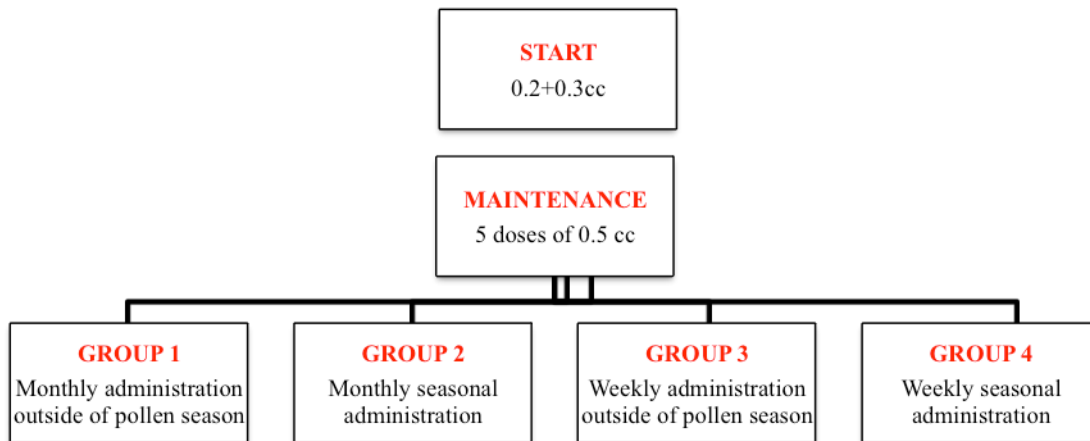 START
0.2+0.3cc
MAINTENANCE
5 doses of 0.5 cc
GROUP 1
Monthly administration
outside of pollen season
GROUP 2
Monthly seasonal
administration
GROUP 3
Weekly administration
outside of pollen season
GROUP 4
Weekly seasonal
administration